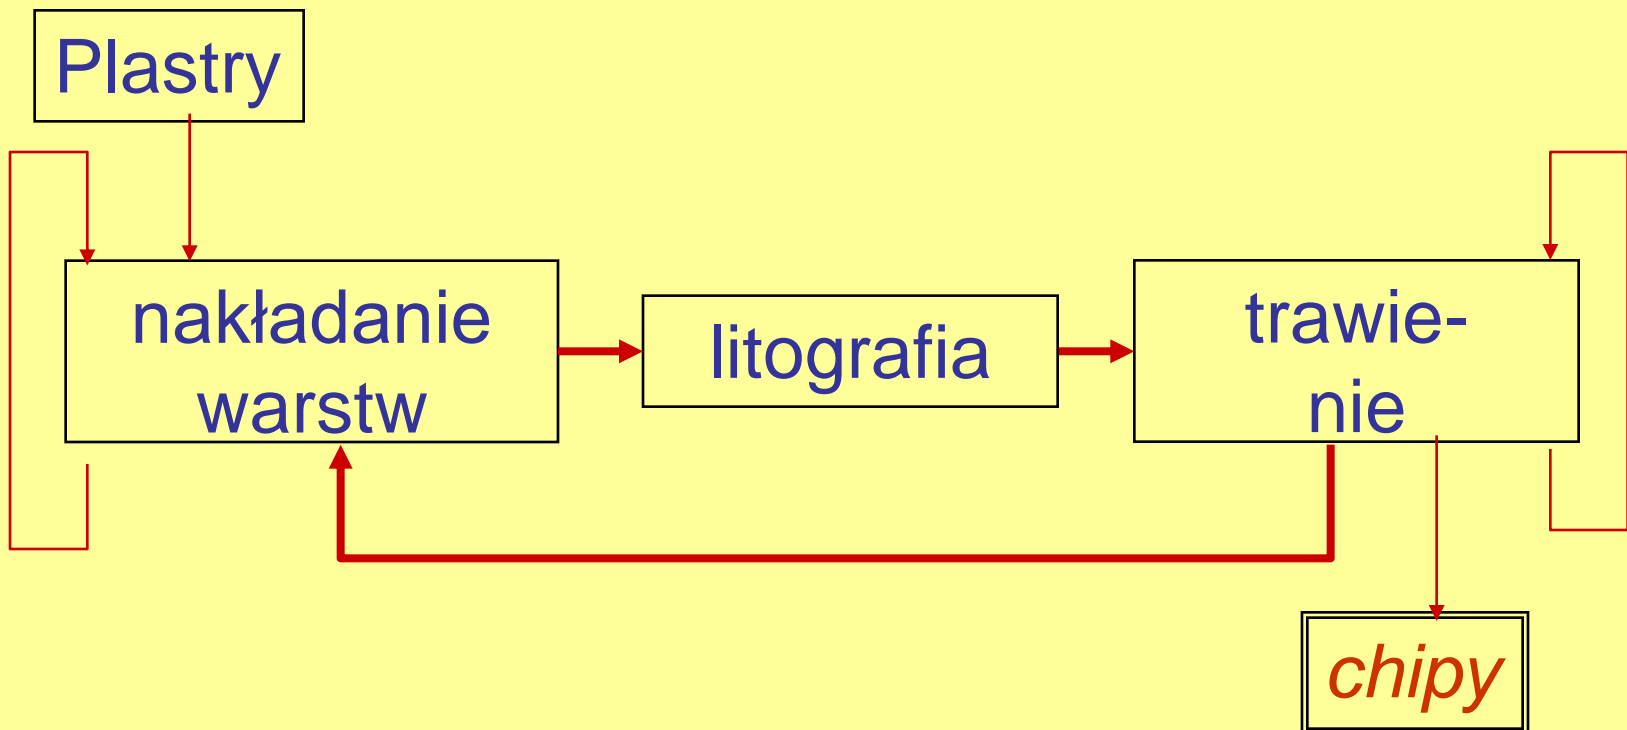 Plastry
nakładanie
warstw
litografia
trawie-
nie
chipy